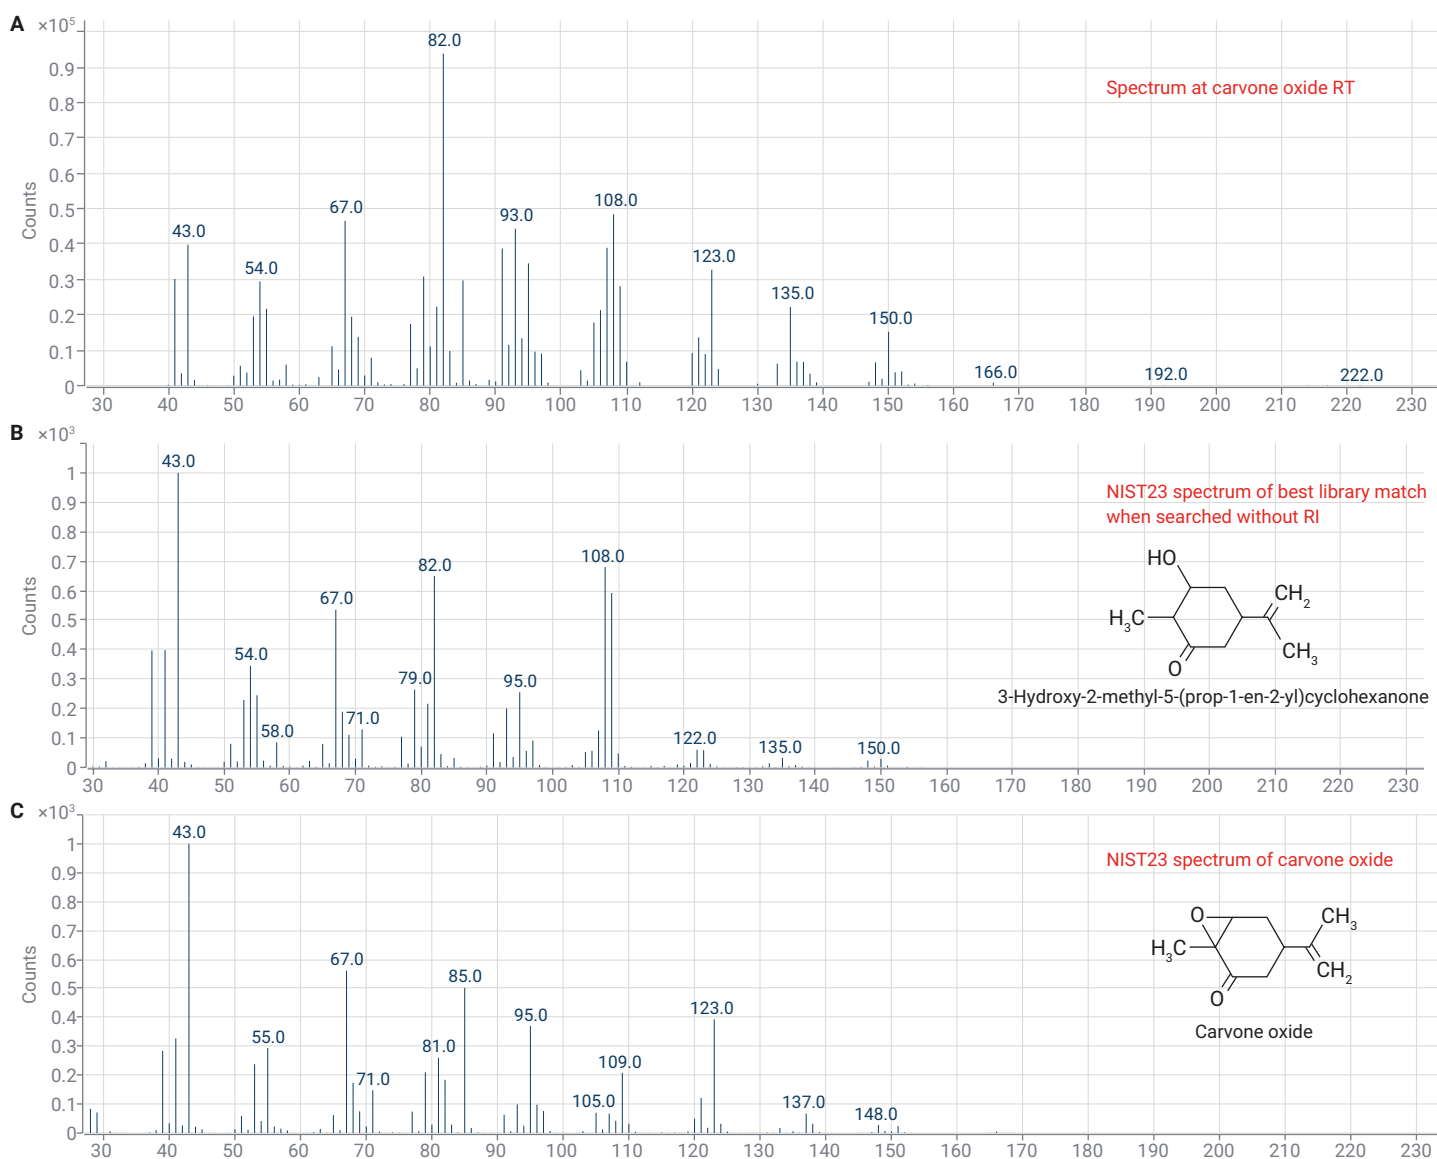 A
×10⁵
82.0
0.9
Spectrum at carvone oxide RT
0.8
0.7
0.6
67.0
93.0
108.0
0.5
43.0
Counts
0.4
54.0
123.0
0.3
135.0
0.2
150.0
0.1
166.0
192.0
222.0
0
30 40 50 60 70 80 90 100 110 120 130 140 150 160 170 180 190 200 210 220 230
B
×10³
43.0
1
NIST23 spectrum of best library match
when searched without RI
0.9
0.8
0.7
108.0
82.0
HO
67.0
0.6
CH₂
Counts
0.5
H₃C
54.0
0.4
CH₃
O
79.0
95.0
0.3
3-Hydroxy-2-methyl-5-(prop-1-en-2-yl)cyclohexanone
71.0
0.2
58.0
122.0
135.0
150.0
0.1
0
30 40 50 60 70 80 90 100 110 120 130 140 150 160 170 180 190 200 210 220 230
C
×10³
43.0
1
NIST23 spectrum of carvone oxide
0.9
0.8
O
CH₃
0.7
H₃C
67.0
0.6
85.0
CH₂
Counts
0.5
O
95.0
123.0
0.4
55.0
Carvone oxide
81.0
0.3
109.0
71.0
0.2
105.0
137.0
148.0
0.1
0
30 40 50 60 70 80 90 100 110 120 130 140 150 160 170 180 190 200 210 220 230